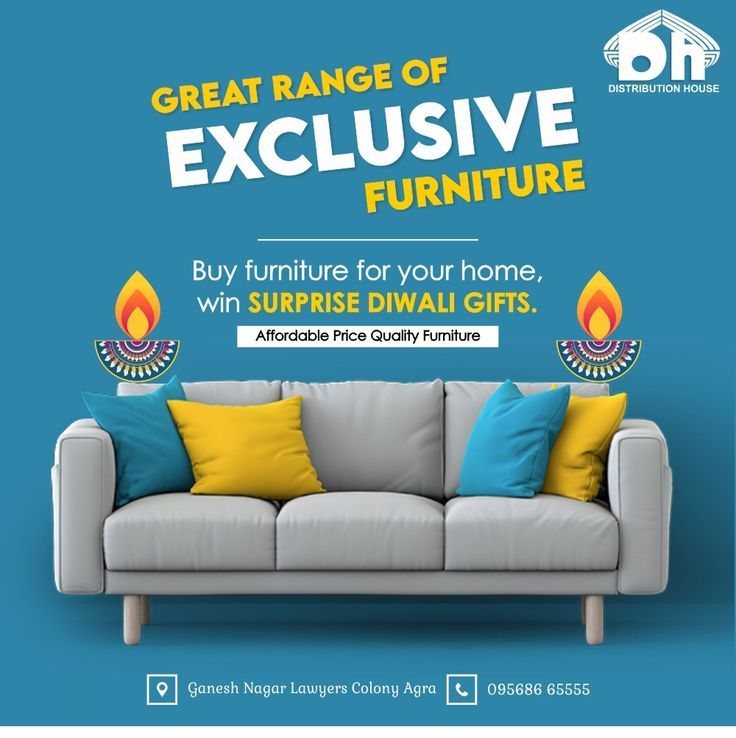 Dh
DISTRIBUTION HOUSE
GREAT RANGE OF
EXCLUSIVE
FURNITURE
Buy furniture for your home,
win SURPRISE DIWALI GIFTS.
Affordable Price Quality Furniture
Ganesh Nagar Lawyers Colony Agra
095686 65555